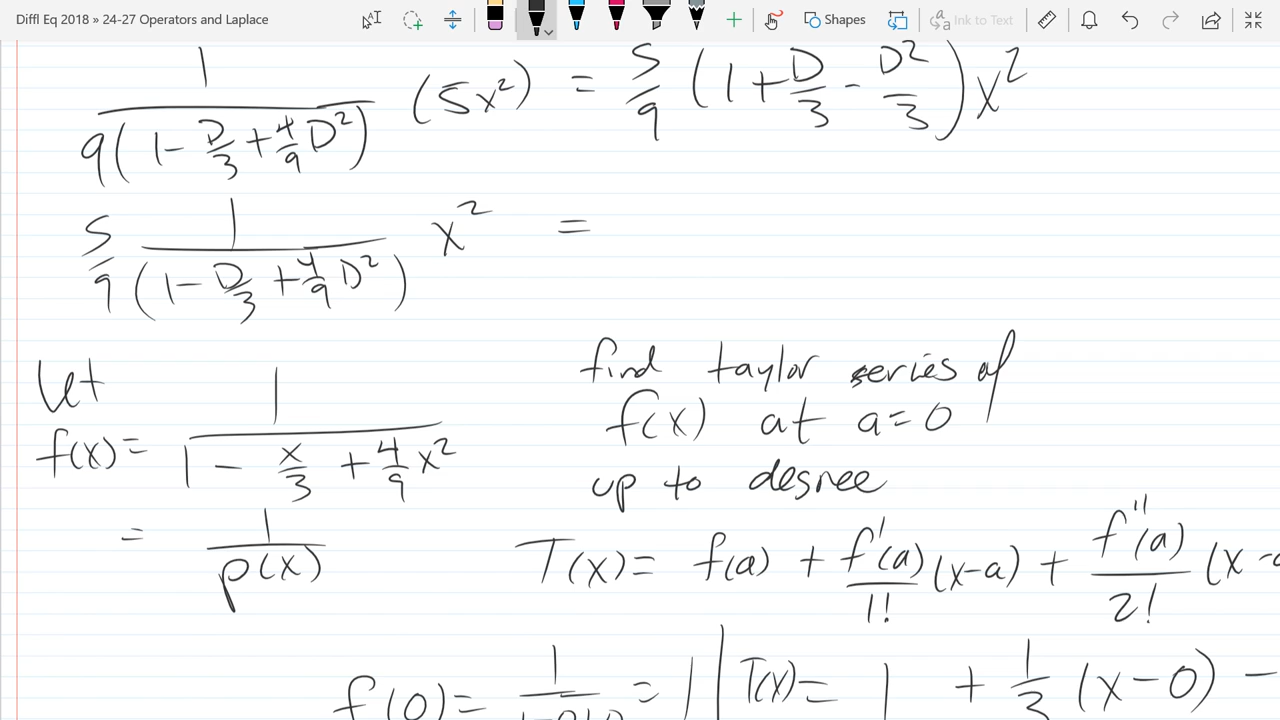 Diffl Eq 2018 » 24-27 Operators and Laplace
Shapes
Ink to Text
1/(9(1 - D/3 + 4/9 D²)) (5x²) = 5/9 (1 + D/3 - D²/3) x²
5/9 1/((1 - D/3 + 4/9 D²)) x² =
Let
f(x) = 1/(1 - x/3 + 4/9 x²)
= 1/p(x)
find taylor series of
f(x) at a = 0
up to desree
T(x) = f(a) + f'(a)/1! (x-a) + f''(a)/2! (x-
f(0) = 1/ = 1
T(x) = 1 + 1/3 (x-0) -